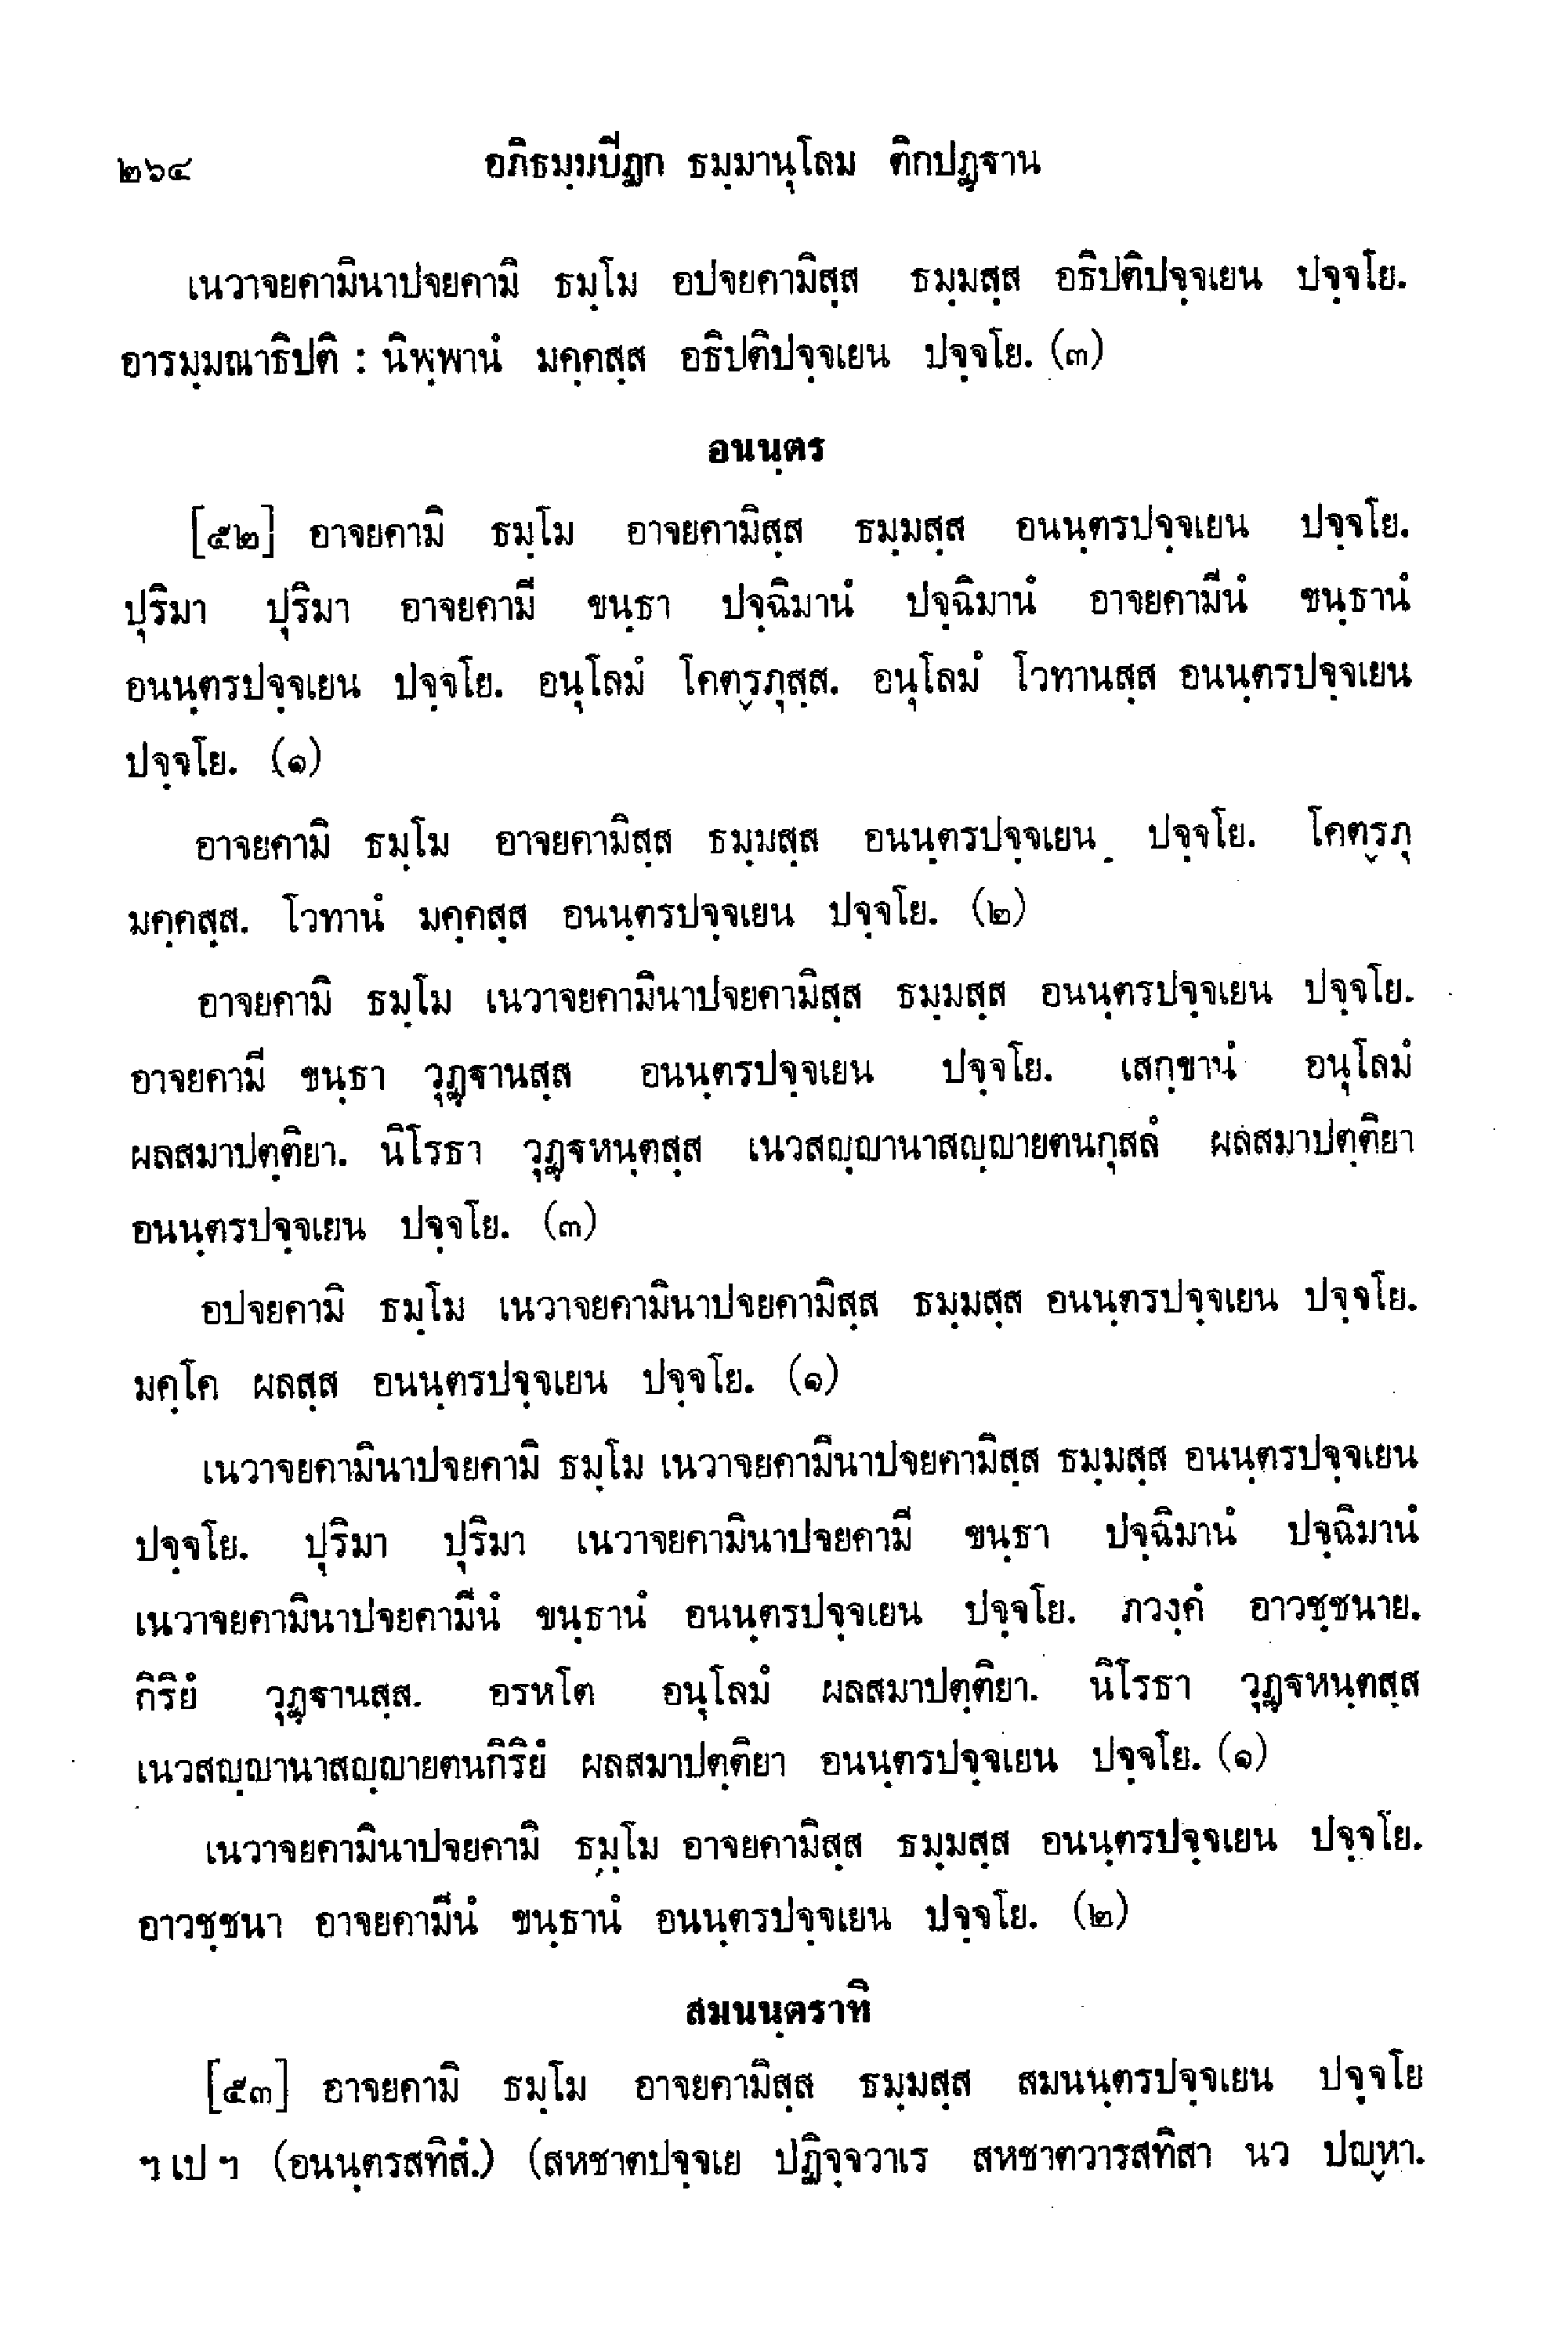 ๒๖๔ อภิธมฺมปีฏก ธมฺมานุโลม ติกปฏฺฐาน
เนวาจยคามินาปจยคามิ ธมฺโม อปจยคามิสฺส ธมฺมสฺส อธิปติปจฺจเยน ปจฺจโย.
อารมฺมณาธิปติ : นิพฺพานํ มคฺคสฺส อธิปติปจฺจเยน ปจฺจโย. (๓)
อนนฺตร
[๕๒] อาจยคามิ ธมฺโม อาจยคามิสฺส ธมฺมสฺส อนนฺตรปจฺจเยน ปจฺจโย.
ปุริมา ปุริมา อาจยคามี ขนฺธา ปจฺฉิมานํ ปจฺฉิมานํ อาจยคามีนํ ขนฺธานํ
อนนฺตรปจฺจเยน ปจฺจโย. อนุโลมํ โคตฺรภุสฺส. อนุโลมํ โวทานสฺส อนนฺตรปจฺจเยน
ปจฺจโย. (๑)
อาจยคามิ ธมฺโม อาจยคามิสฺส ธมฺมสฺส อนนฺตรปจฺจเยน ปจฺจโย. โคตฺรภุ
มคฺคสฺส. โวทานํ มคฺคสฺส อนนฺตรปจฺจเยน ปจฺจโย. (๒)
อาจยคามิ ธมฺโม เนวาจยคามินาปจยคามิสฺส ธมฺมสฺส อนนฺตรปจฺจเยน ปจฺจโย.
อาจยคามี ขนฺธา วุฏฺฐานสฺส อนนฺตรปจฺจเยน ปจฺจโย. เสกฺขานํ อนุโลมํ
ผลสมาปตฺติยา. นิโรธา วุฏฺฐหนฺตสฺส เนวสญฺญานาสญฺญายตนกุสลํ ผลสมาปตฺติยา
อนนฺตรปจฺจเยน ปจฺจโย. (๓)
อปจยคามิ ธมฺโม เนวาจยคามินาปจยคามิสฺส ธมฺมสฺส อนนฺตรปจฺจเยน ปจฺจโย.
มคฺโค ผลสฺส อนนฺตรปจฺจเยน ปจฺจโย. (๑)
เนวาจยคามินาปจยคามิ ธมฺโม เนวาจยคามินาปจยคามิสฺส ธมฺมสฺส อนนฺตรปจฺจเยน
ปจฺจโย. ปุริมา ปุริมา เนวาจยคามินาปจยคามี ขนฺธา ปจฺฉิมานํ ปจฺฉิมานํ
เนวาจยคามินาปจยคามีนํ ขนฺธานํ อนนฺตรปจฺจเยน ปจฺจโย. ภวงฺคํ อาวชฺชนาย.
กิริยํ วุฏฺฐานสฺส. อรหโต อนุโลมํ ผลสมาปตฺติยา. นิโรธา วุฏฺฐหนฺตสฺส
เนวสญฺญานาสญฺญายตนกิริยํ ผลสมาปตฺติยา อนนฺตรปจฺจเยน ปจฺจโย. (๑)
เนวาจยคามินาปจยคามิ ธมฺโม อาจยคามิสฺส ธมฺมสฺส อนนฺตรปจฺจเยน ปจฺจโย.
อาวชฺชนา อาจยคามีนํ ขนฺธานํ อนนฺตรปจฺจเยน ปจฺจโย. (๒)
สมนนฺตราทิ
[๕๓] อาจยคามิ ธมฺโม อาจยคามิสฺส ธมฺมสฺส สมนนฺตรปจฺจเยน ปจฺจโย
ฯ เป ฯ (อนนฺตรสทิสํ.) (สหชาตปจฺจเย ปฏิจฺจวาเร สหชาตวารสทิสา นว ปญฺหา.